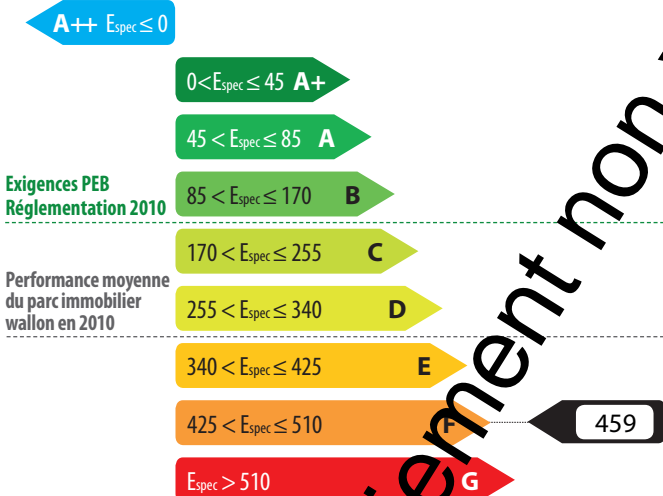 A++ Espec ≤ 0
0<Espec ≤ 45 A+
45 < Espec ≤ 85 A
Exigences PEB
Réglementation 2010
85 < Espec ≤ 170 B
170 < Espec ≤ 255 C
Performance moyenne
du parc immobilier
wallon en 2010
255 < Espec ≤ 340 D
340 < Espec ≤ 425 E
425 < Espec ≤ 510 F
459
Espec > 510 G
non